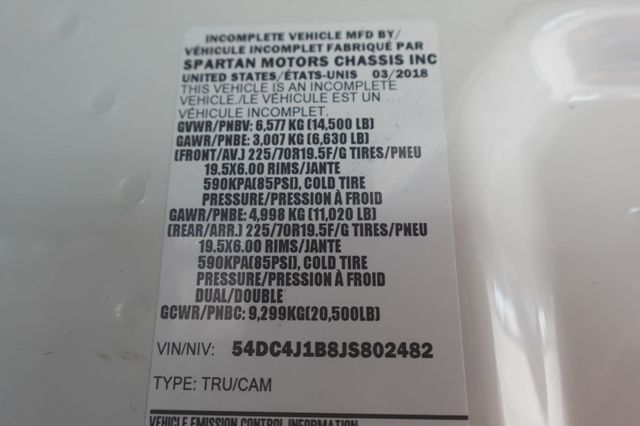 INCOMPLETE VEHICLE MFD BY/
VÉHICULE INCOMPLET FABRIQUÉ PAR
SPARTAN MOTORS CHASSIS INC
UNITED STATES/ÉTATS-UNIS 03/2018
THIS VEHICLE IS AN INCOMPLETE
VEHICLE./LE VÉHICULE EST UN
VÉHICULE INCOMPLET.
GVWR/PNBV: 6,577 KG (14,500 LB)
GAWR/PNBE: 3,007 KG (6,630 LB)
(FRONT/AV.) 225/70R19.5F/G TIRES/PNEU
19.5X6.00 RIMS/JANTE
590KPA(85PSI), COLD TIRE
PRESSURE/PRESSION À FROID
GAWR/PNBE: 4,998 KG (11,020 LB)
(REAR/ARR.) 225/70R19.5F/G TIRES/PNEU
19.5X6.00 RIMS/JANTE
590KPA(85PSI), COLD TIRE
PRESSURE/PRESSION À FROID
DUAL/DOUBLE
GCWR/PNBC: 9,299KG(20,500LB)
VIN/NIV: 54DC4J1B8JS802482
TYPE: TRU/CAM
VEHICLE EMISSION CONTROL INFORMATION